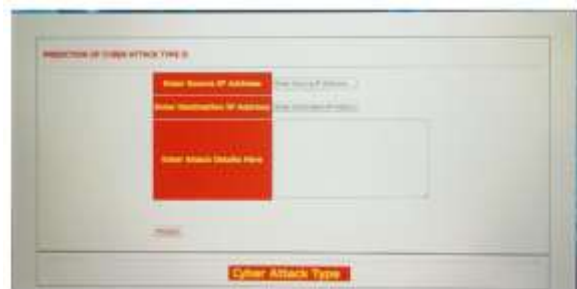 PREDICTION OF CYBER ATTACK TYPE
Enter Source IP Address
Enter Destination IP Address
Enter Attack Details Here
Cyber Attack Type